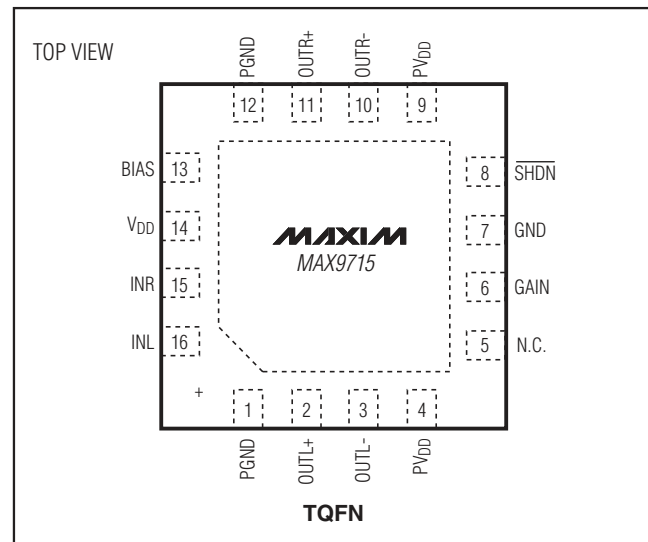 TOP VIEW
PGND
OUTR+
OUTR-
PVDD
12
11
10
9
BIAS 13
8 SHDN
VDD 14
7 GND
MAXIM
MAX9715
INR 15
6 GAIN
INL 16
5 N.C.
+
1
2
3
4
PGND
OUTL+
OUTL-
PVDD
TQFN